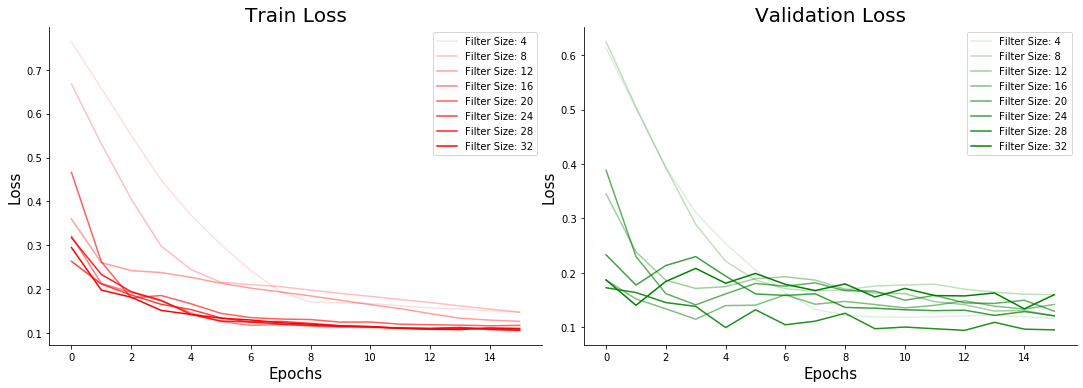 Train Loss
Loss
0.7
0.6
0.5
0.4
0.3
0.2
0.1
0 2 4 6 8 10 12 14
Epochs
Filter Size: 4
Filter Size: 8
Filter Size: 12
Filter Size: 16
Filter Size: 20
Filter Size: 24
Filter Size: 28
Filter Size: 32
Validation Loss
Loss
0.6
0.5
0.4
0.3
0.2
0.1
0 2 4 6 8 10 12 14
Epochs
Filter Size: 4
Filter Size: 8
Filter Size: 12
Filter Size: 16
Filter Size: 20
Filter Size: 24
Filter Size: 28
Filter Size: 32